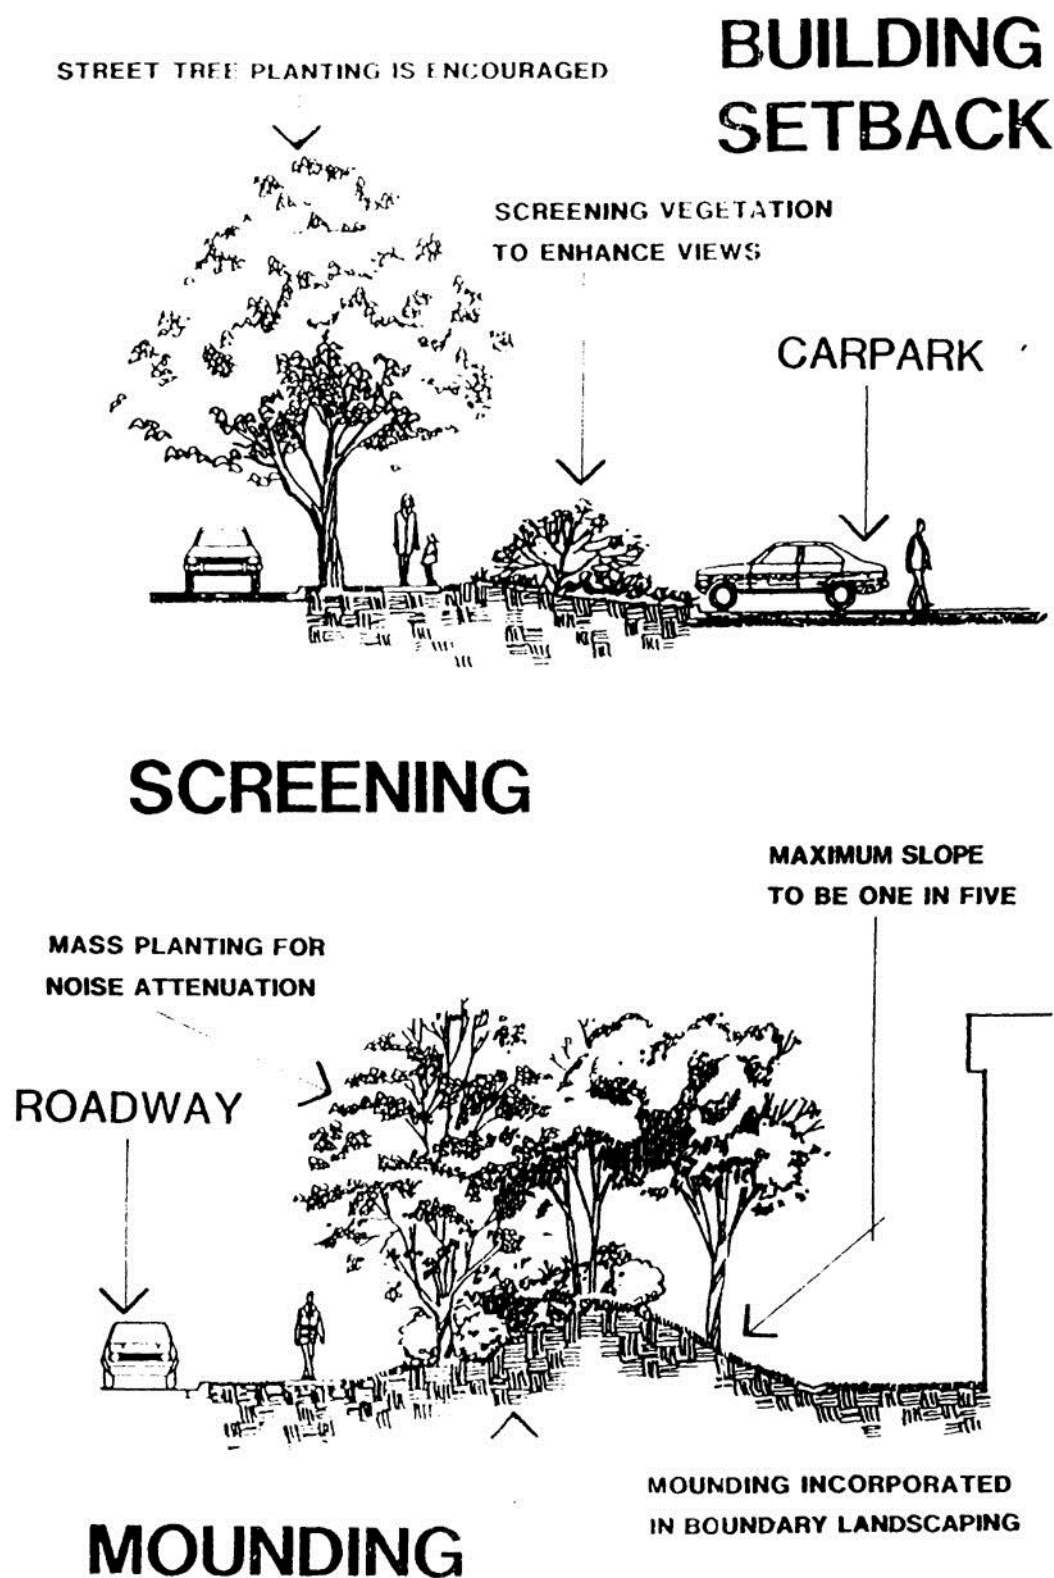 BUILDING
SETBACK
STREET TREE PLANTING IS ENCOURAGED
SCREENING VEGETATION
TO ENHANCE VIEWS
CARPARK
SCREENING
MAXIMUM SLOPE
TO BE ONE IN FIVE
MASS PLANTING FOR
NOISE ATTENUATION
ROADWAY
MOUNDING INCORPORATED
IN BOUNDARY LANDSCAPING
MOUNDING